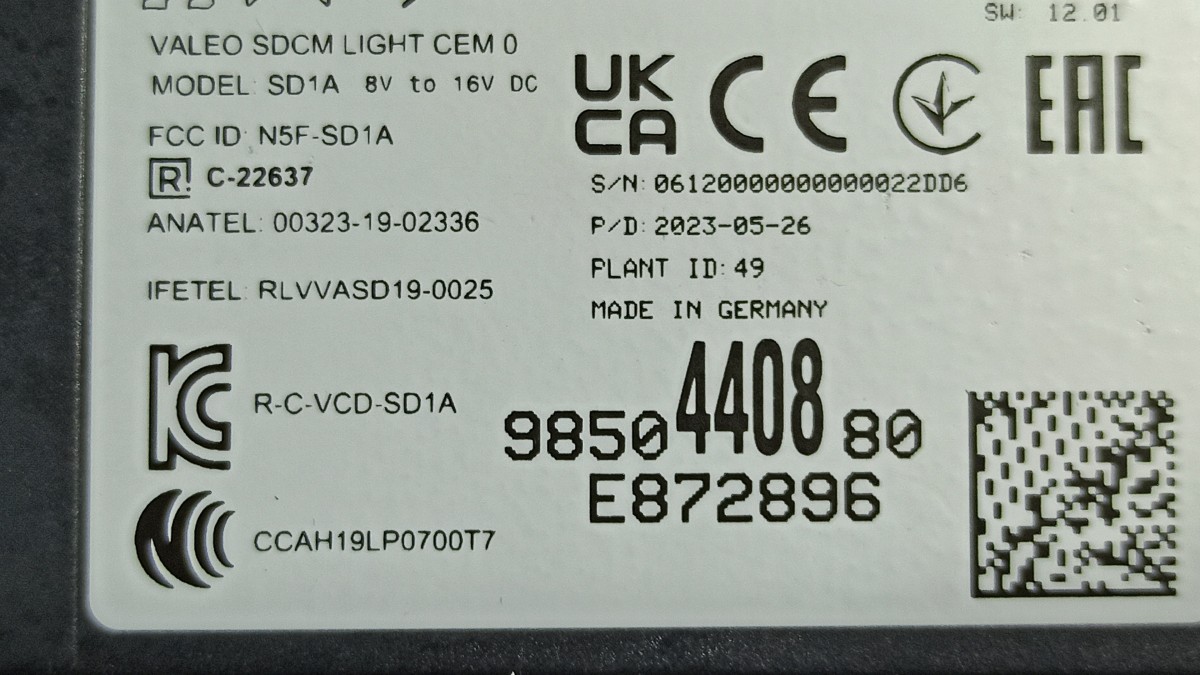 SW: 12.01
VALEO SDCM LIGHT CEM 0
MODEL: SD1A 8V to 16V DC
UK
CA
CE
EAC
FCC ID: N5F-SD1A
R C-22637
S/N: 06120000000000022DD6
ANATEL: 00323-19-02336
P/D: 2023-05-26
PLANT ID: 49
IFETEL: RLVVASD19-0025
MADE IN GERMANY
R-C-VCD-SD1A
9850 4408 80
E872896
CCAH19LP0700T7